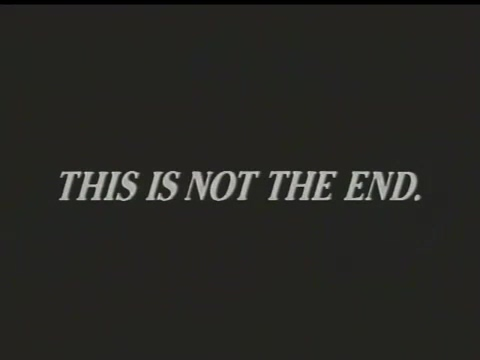 THIS IS NOT THE END.